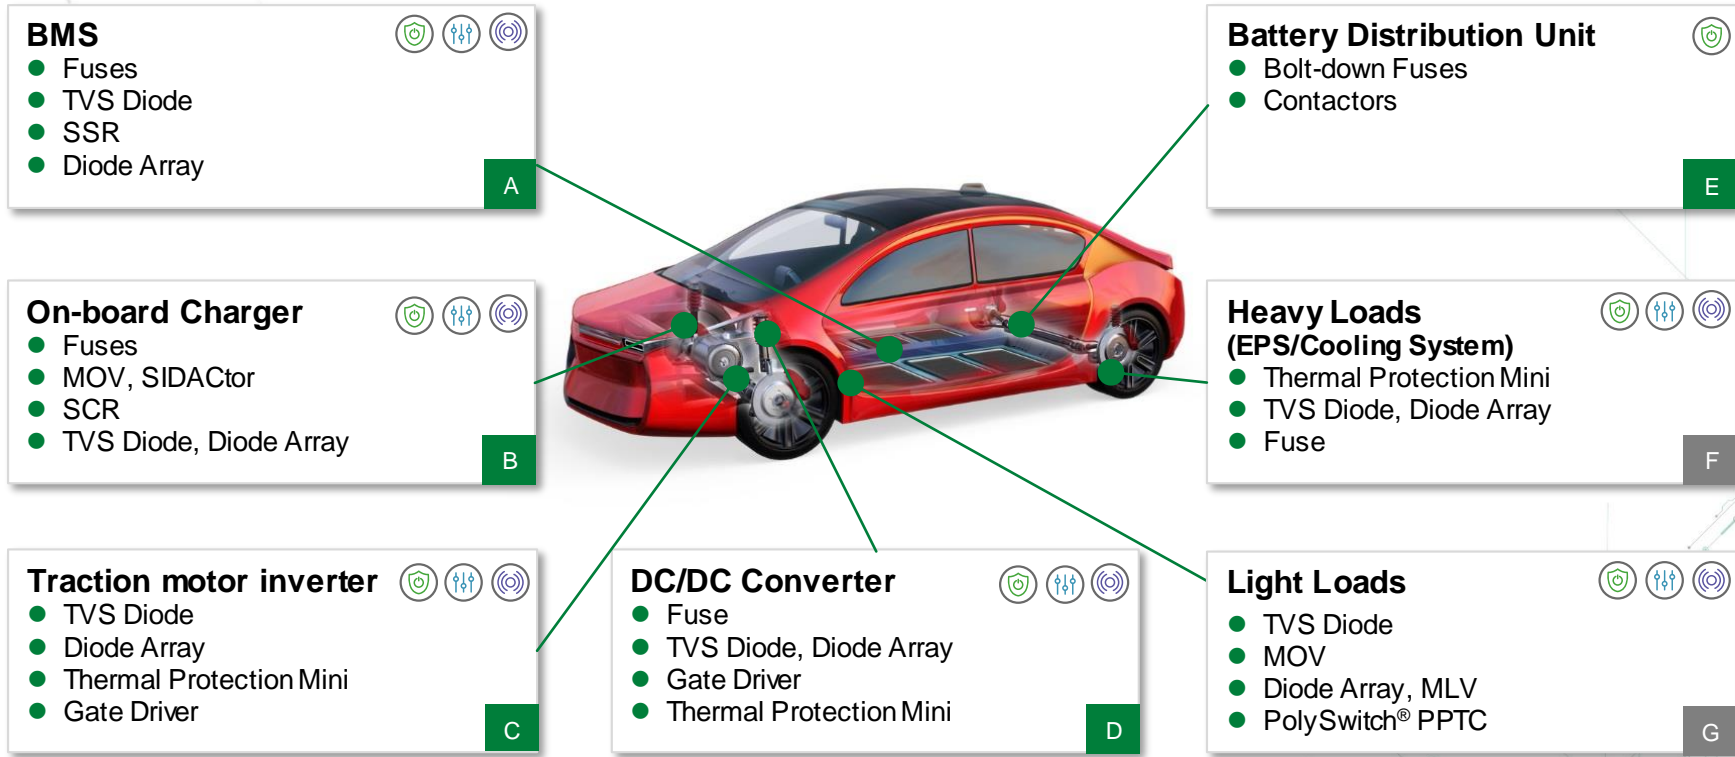 BMS
Fuses
TVS Diode
SSR
Diode Array
A
On-board Charger
Fuses
MOV, SIDACtor
SCR
TVS Diode, Diode Array
B
Traction motor inverter
TVS Diode
Diode Array
Thermal Protection Mini
Gate Driver
C
DC/DC Converter
Fuse
TVS Diode, Diode Array
Gate Driver
Thermal Protection Mini
D
Battery Distribution Unit
Bolt-down Fuses
Contactors
E
Heavy Loads
(EPS/Cooling System)
Thermal Protection Mini
TVS Diode, Diode Array
Fuse
F
Light Loads
TVS Diode
MOV
Diode Array, MLV
PolySwitch® PPTC
G